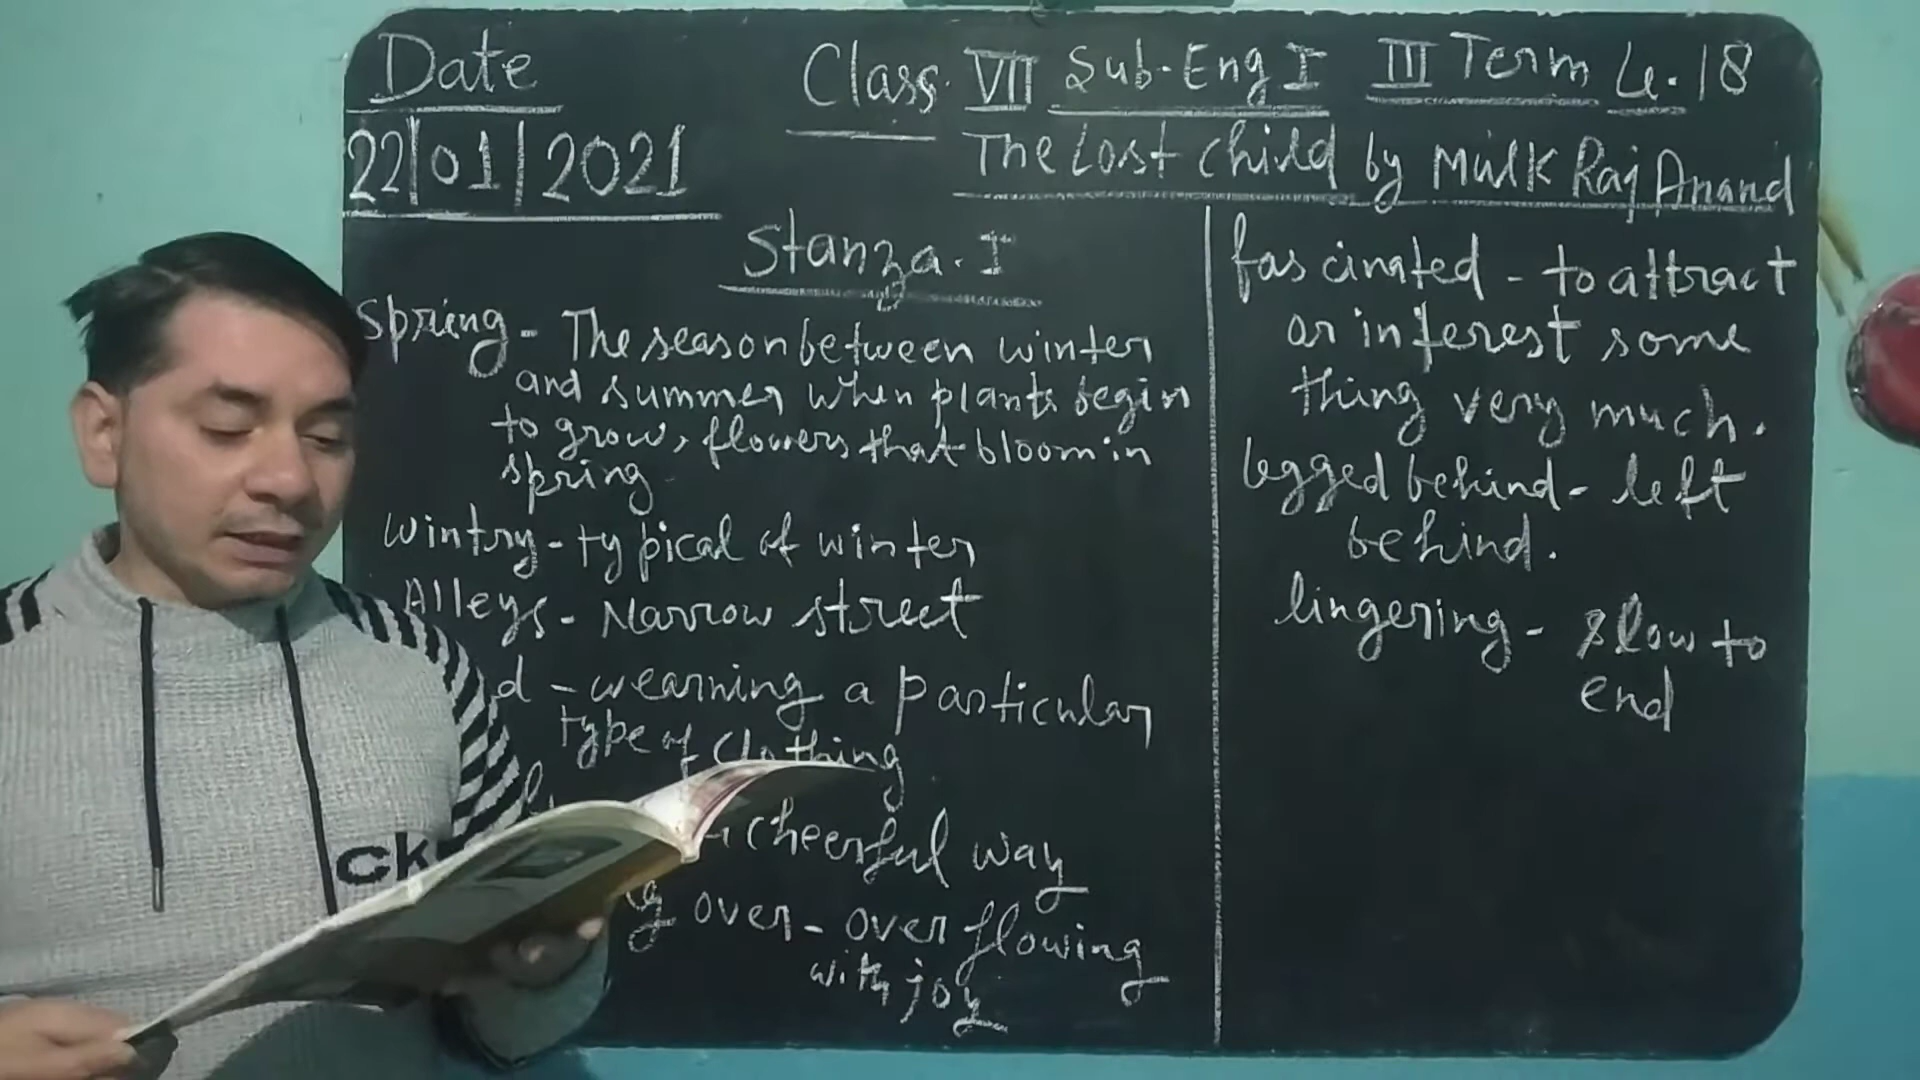 Date
22/01/2021
Class VII Sub-Eng I III Term L.18
The Lost Child by Mulk Raj Anand
Stanza-I
Spring - The season between winter
and summer when plants begin
to grow, flowers that bloom in
spring
wintry - typical of winter
Alleys - Narrow street
d - wearning a particular
type of clothing
cheerful way
over - over flowing
with joy
fascinated - to attract
or interest some
thing very much.
legged behind - left
behind.
lingering - slow to
end
CK